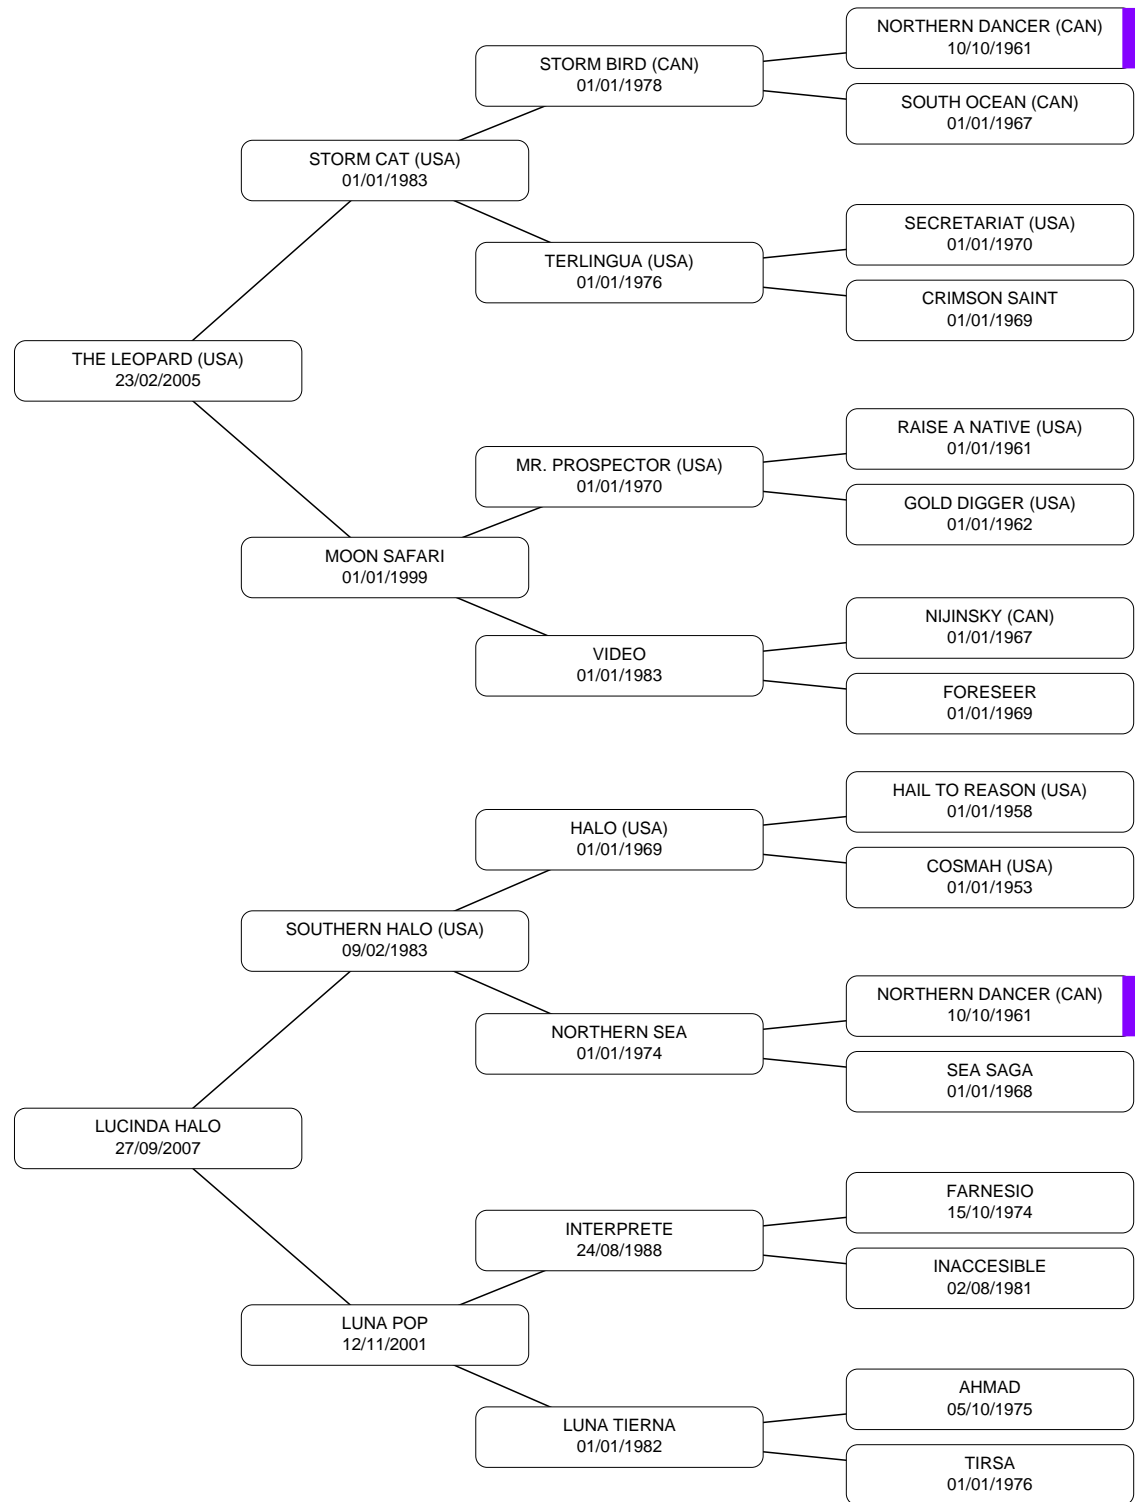 NORTHERN DANCER (CAN)
10/10/1961
STORM BIRD (CAN)
01/01/1978
SOUTH OCEAN (CAN)
01/01/1967
STORM CAT (USA)
01/01/1983
SECRETARIAT (USA)
01/01/1970
TERLINGUA (USA)
01/01/1976
CRIMSON SAINT
01/01/1969
THE LEOPARD (USA)
23/02/2005
RAISE A NATIVE (USA)
01/01/1961
MR. PROSPECTOR (USA)
01/01/1970
GOLD DIGGER (USA)
01/01/1962
MOON SAFARI
01/01/1999
NIJINSKY (CAN)
01/01/1967
VIDEO
01/01/1983
FORESEER
01/01/1969
HAIL TO REASON (USA)
01/01/1958
HALO (USA)
01/01/1969
COSMAH (USA)
01/01/1953
SOUTHERN HALO (USA)
09/02/1983
NORTHERN DANCER (CAN)
10/10/1961
NORTHERN SEA
01/01/1974
SEA SAGA
01/01/1968
LUCINDA HALO
27/09/2007
FARNESIO
15/10/1974
INTERPRETE
24/08/1988
INACCESIBLE
02/08/1981
LUNA POP
12/11/2001
AHMAD
05/10/1975
LUNA TIERNA
01/01/1982
TIRSA
01/01/1976